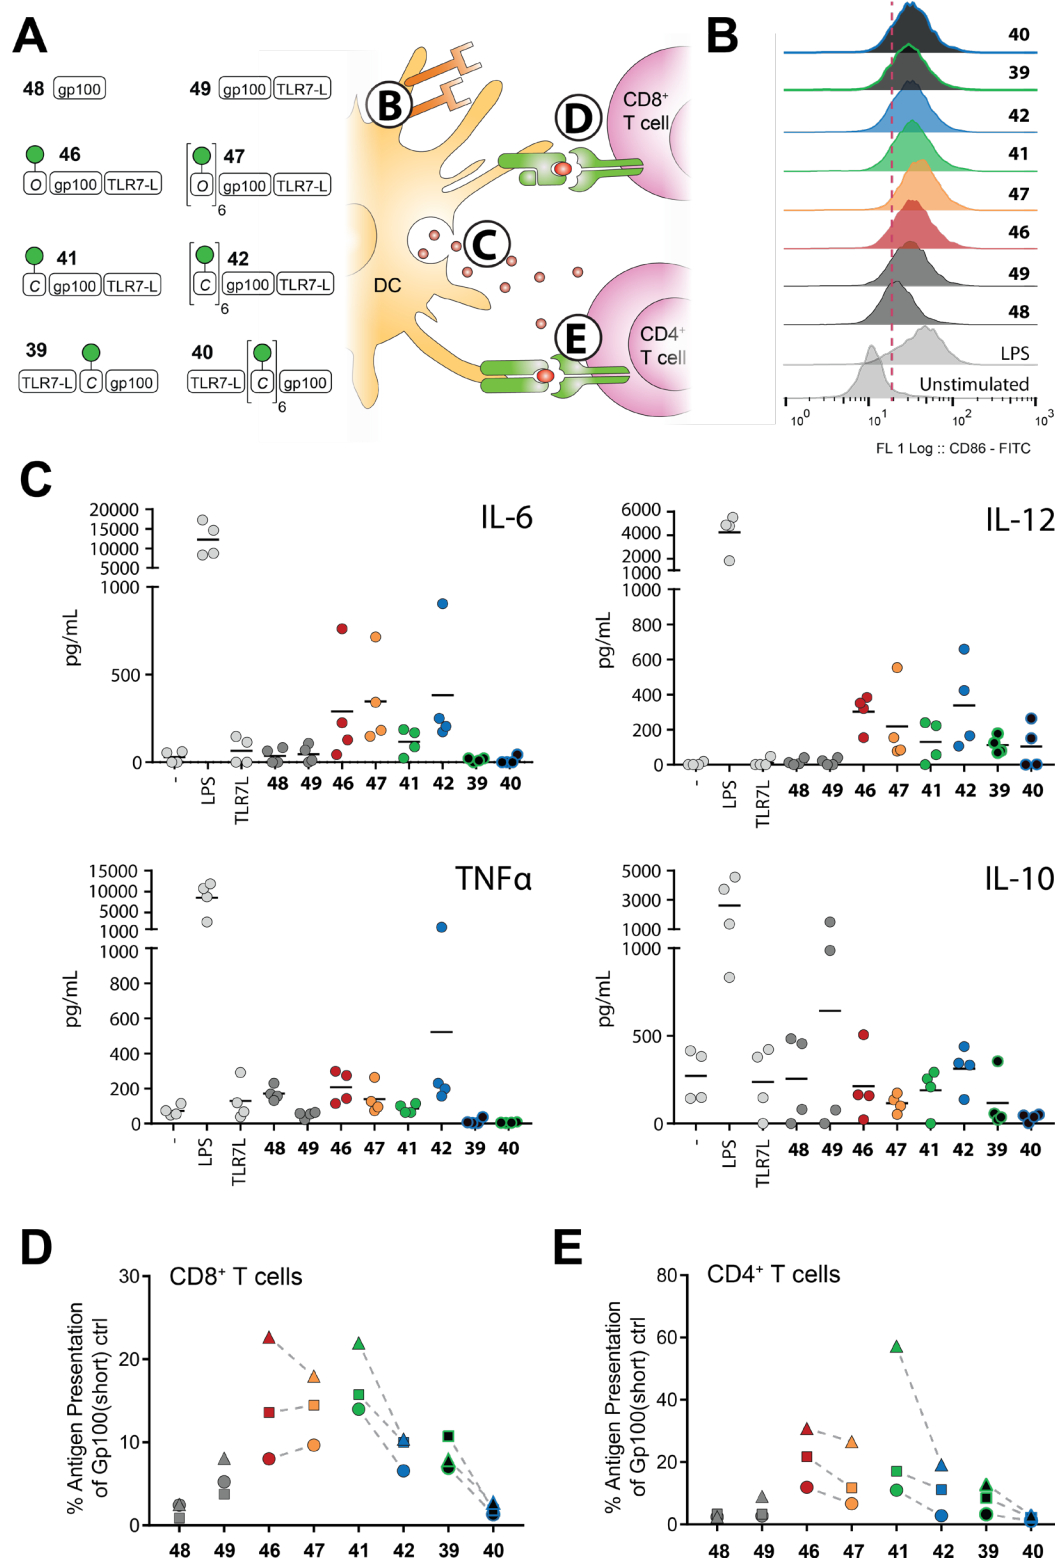 A
48 gp100
49 gp100 TLR7-L
46
O gp100 TLR7-L
47
O gp100 TLR7-L
6
41
C gp100 TLR7-L
42
C gp100 TLR7-L
6
39
TLR7-L C gp100
40
TLR7-L C gp100
6
B
D
CD8+
T cell
C
DC
E
CD4+
T cell
B
40
39
42
41
47
46
49
48
LPS
Unstimulated
10^0 10^1 10^2 10^3
FL 1 Log :: CD86 - FITC
C
IL-6
20000
15000
10000
5000
1000
500
0
pg/mL
- LPS TLR7L 48 49 46 47 41 42 39 40
IL-12
6000
4000
2000
1000
1000
800
600
400
200
0
pg/mL
- LPS TLR7L 48 49 46 47 41 42 39 40
TNFα
15000
10000
5000
1000
1000
800
600
400
200
0
pg/mL
- LPS TLR7L 48 49 46 47 41 42 39 40
IL-10
5000
3000
1000
1000
500
0
pg/mL
- LPS TLR7L 48 49 46 47 41 42 39 40
D
CD8+ T cells
% Antigen Presentation
of Gp100(short) ctrl
30
20
10
0
48 49 46 47 41 42 39 40
E
CD4+ T cells
% Antigen Presentation
of Gp100(short) ctrl
80
60
40
20
0
48 49 46 47 41 42 39 40